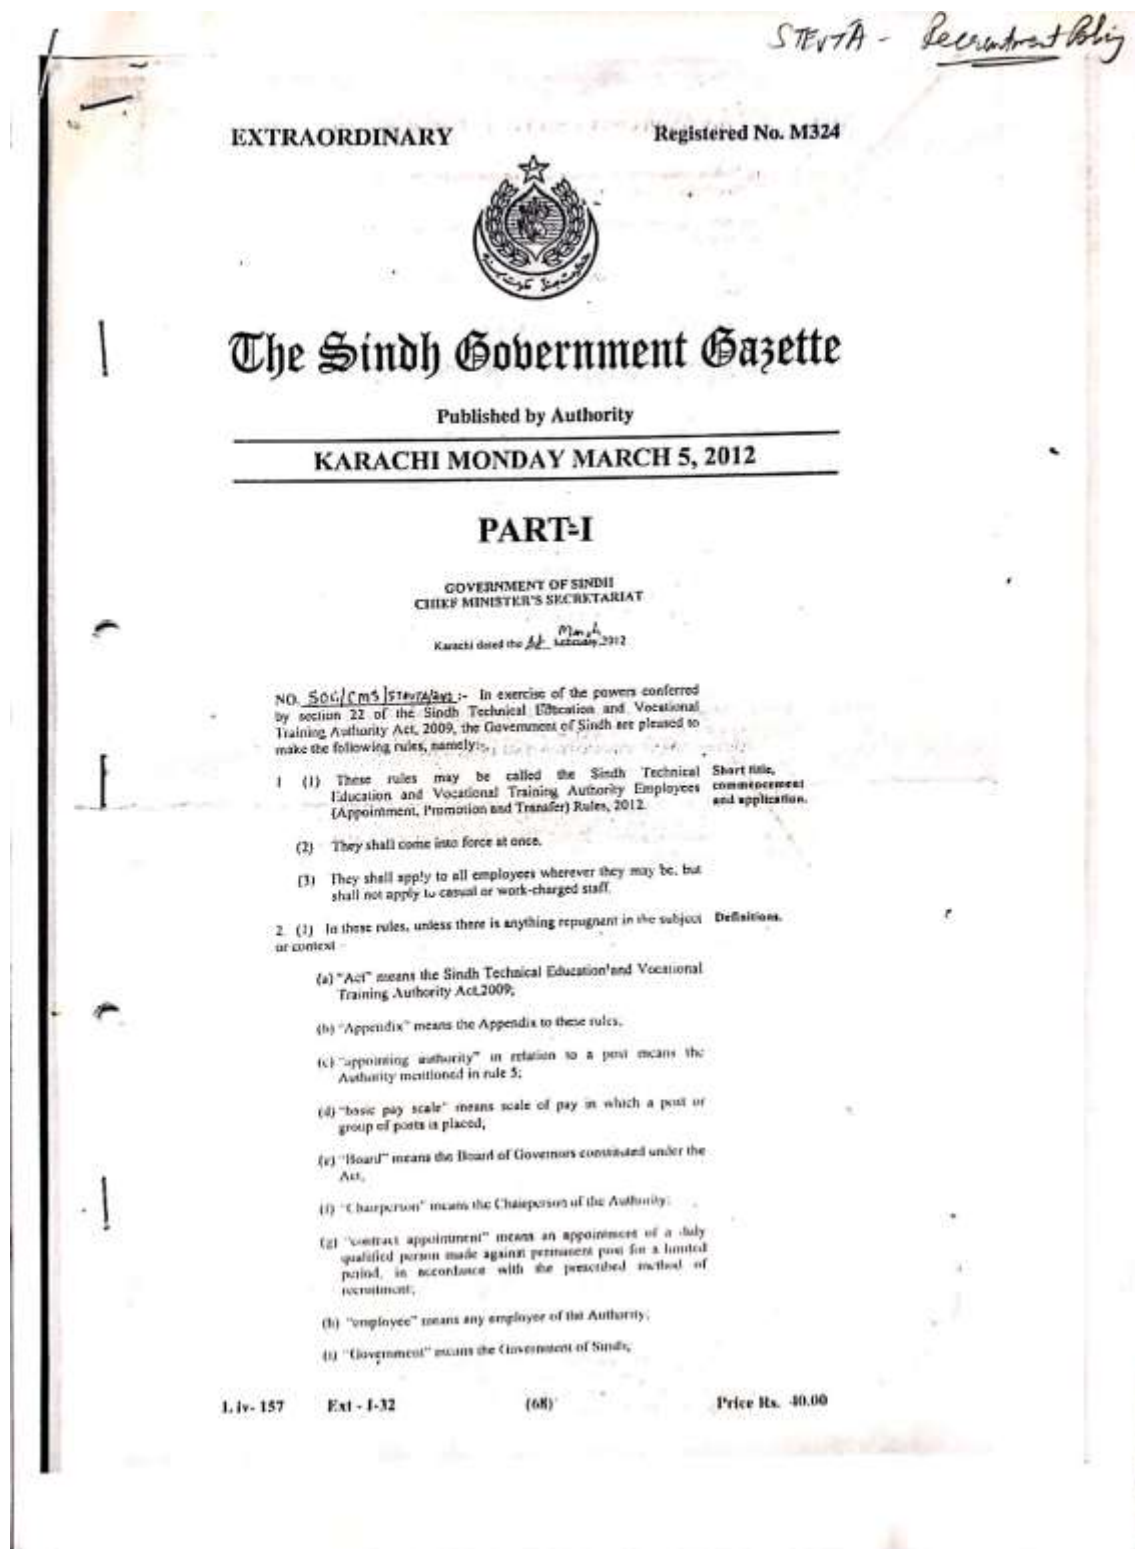 STEVTA - Recruitment Policy
EXTRAORDINARY
Registered No. M324
The Sindh Government Gazette
Published by Authority
KARACHI MONDAY MARCH 5, 2012
PART-I
GOVERNMENT OF SINDH
CHIEF MINISTER'S SECRETARIAT
March
Karachi dated the February, 2012
NO. SOG/CMS/STEVTA/ :- In exercise of the powers conferred
by section 22 of the Sindh Technical Education and Vocational
Training Authority Act, 2009, the Government of Sindh are pleased to
make the following rules, namely:-
1 (1) These rules may be called the Sindh Technical
Education and Vocational Training Authority Employees
(Appointment, Promotion and Transfer) Rules, 2012.
Short title,
commencement
and application.
(2) They shall come into force at once.
(3) They shall apply to all employees wherever they may be, but
shall not apply to casual or work-charged staff.
2. (1) In these rules, unless there is anything repugnant in the subject
or context -
Definitions.
(a) "Act" means the Sindh Technical Education and Vocational
Training Authority Act,2009;
(b) "Appendix" means the Appendix to these rules.
(c) "appointing authority" in relation to a post means the
Authority mentioned in rule 5;
(d) "basic pay scale" means scale of pay in which a post or
group of posts is placed;
(e) "Board" means the Board of Governors constituted under the
Act,
(f) "Chairperson" means the Chairperson of the Authority;
(g) "contract appointment" means an appointment of a duly
qualified person made against permanent post for a limited
period, in accordance with the prescribed method of
recruitment;
(h) "employee" means any employee of the Authority;
(i) "Government" means the Government of Sindh;
L.iv- 157 Ext - I-32 (68) Price Rs. 40.00